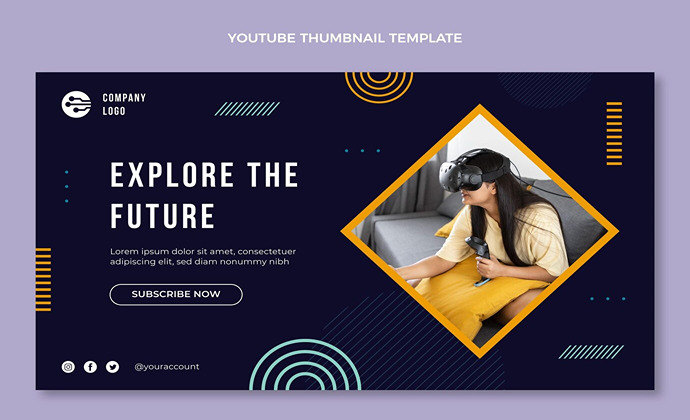 YOUTUBE THUMBNAIL TEMPLATE
COMPANY
LOGO
EXPLORE THE
FUTURE
Lorem ipsum dolor sit amet, consectetuer
adipiscing elit, sed diam nonummy nibh
SUBSCRIBE NOW
@youraccount